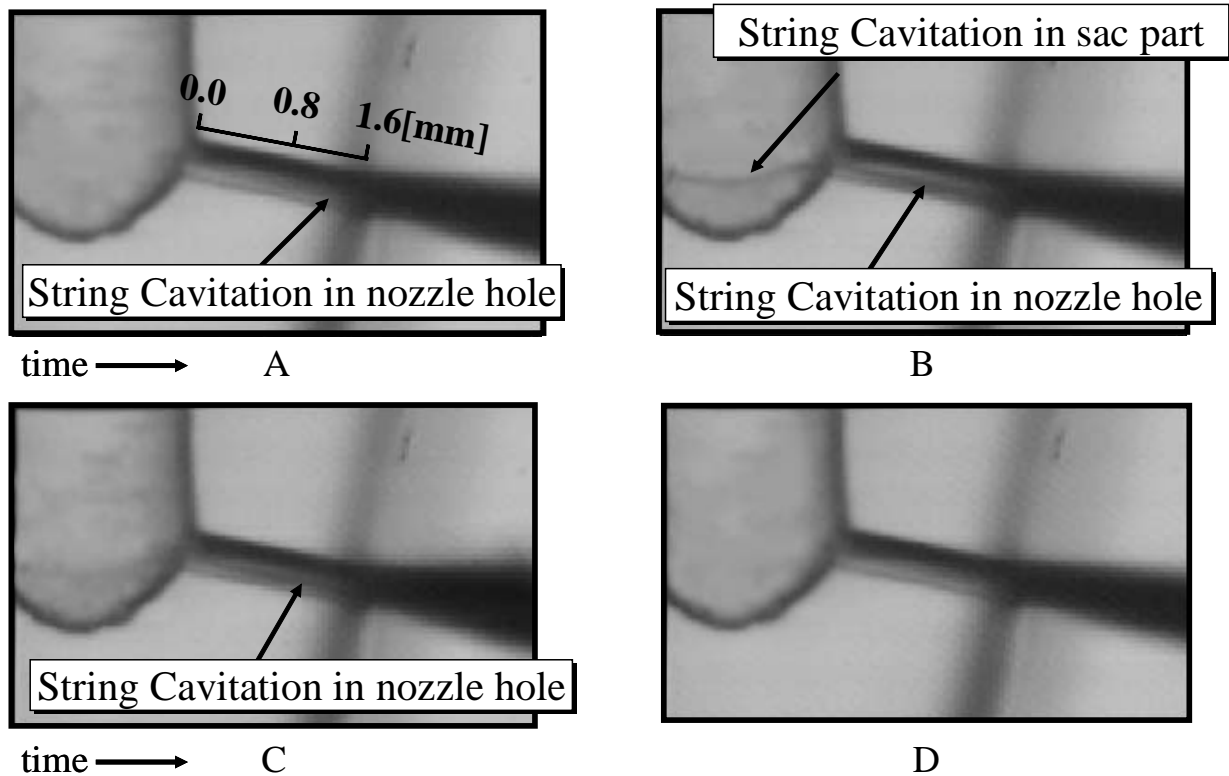 String Cavitation in sac part
0.0
0.8
1.6[mm]
String Cavitation in nozzle hole
String Cavitation in nozzle hole
time
A
B
String Cavitation in nozzle hole
time
C
D